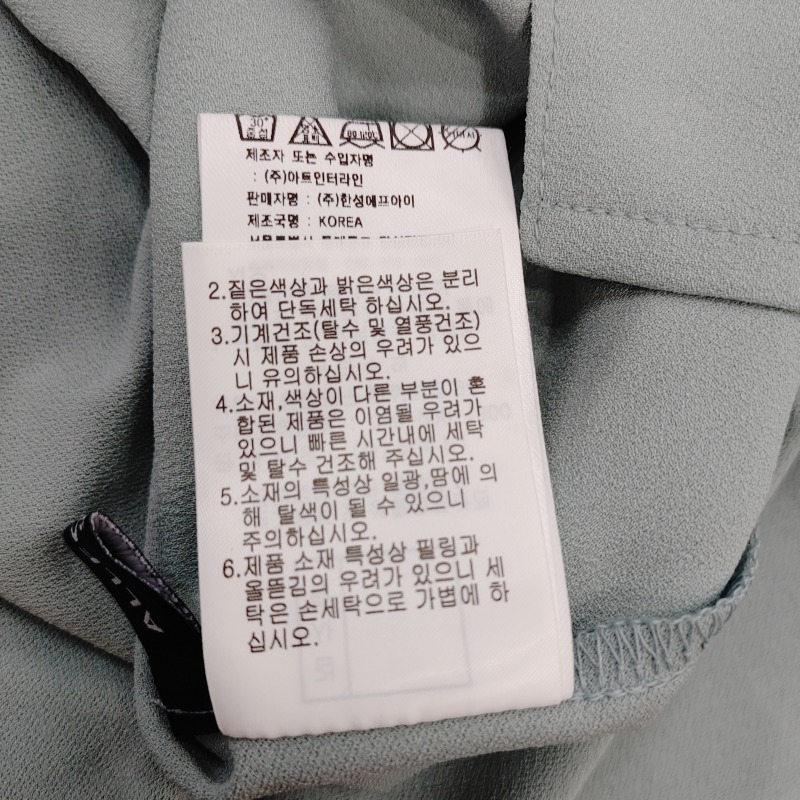 30°
중성
제조자 또는 수입자명
: (주)아트인터라인
판매자명 : (주)한성에프아이
제조국명 : KOREA
2.짙은색상과 밝은색상은 분리
하여 단독세탁 하십시오.
3.기계건조(탈수 및 열풍건조)
시 제품 손상의 우려가 있으
니 유의하십시오.
4.소재,색상이 다른 부분이 혼
합된 제품은 이염될 우려가
있으니 빠른 시간내에 세탁
및 탈수 건조해 주십시오.
5.소재의 특성상 일광,땀에 의
해 탈색이 될 수 있으니
주의하십시오.
6.제품 소재 특성상 필링과
올뜯김의 우려가 있으니 세
탁은 손세탁으로 가볍에 하
십시오.